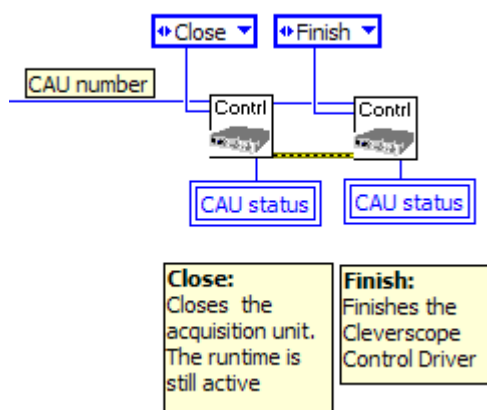 Close Finish
CAU number
Contrl Contrl
CAU status CAU status
Close:
Closes the
acquisition unit.
The runtime is
still active
Finish:
Finishes the
Cleverscope
Control Driver